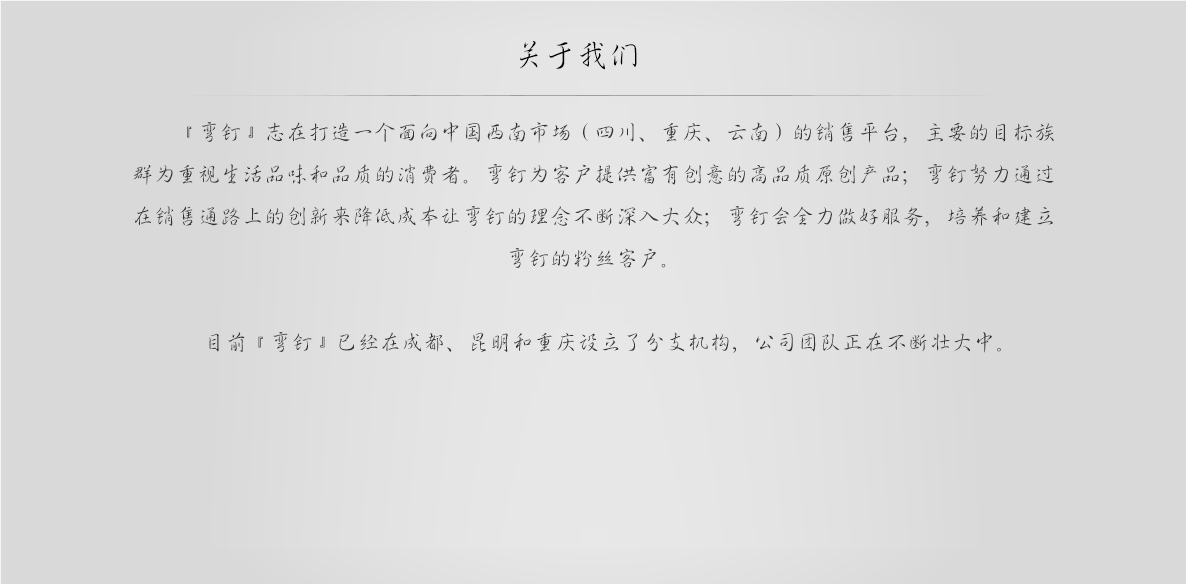 关于我们
『弯钉』志在打造一个面向中国西南市场（四川、重庆、云南）的销售平台，主要的目标族
群为重视生活品味和品质的消费者。弯钉为客户提供富有创意的高品质原创产品；弯钉努力通过
在销售通路上的创新来降低成本让弯钉的理念不断深入大众；弯钉会全力做好服务，培养和建立
弯钉的粉丝客户。
目前『弯钉』已经在成都、昆明和重庆设立了分支机构，公司团队正在不断壮大中。